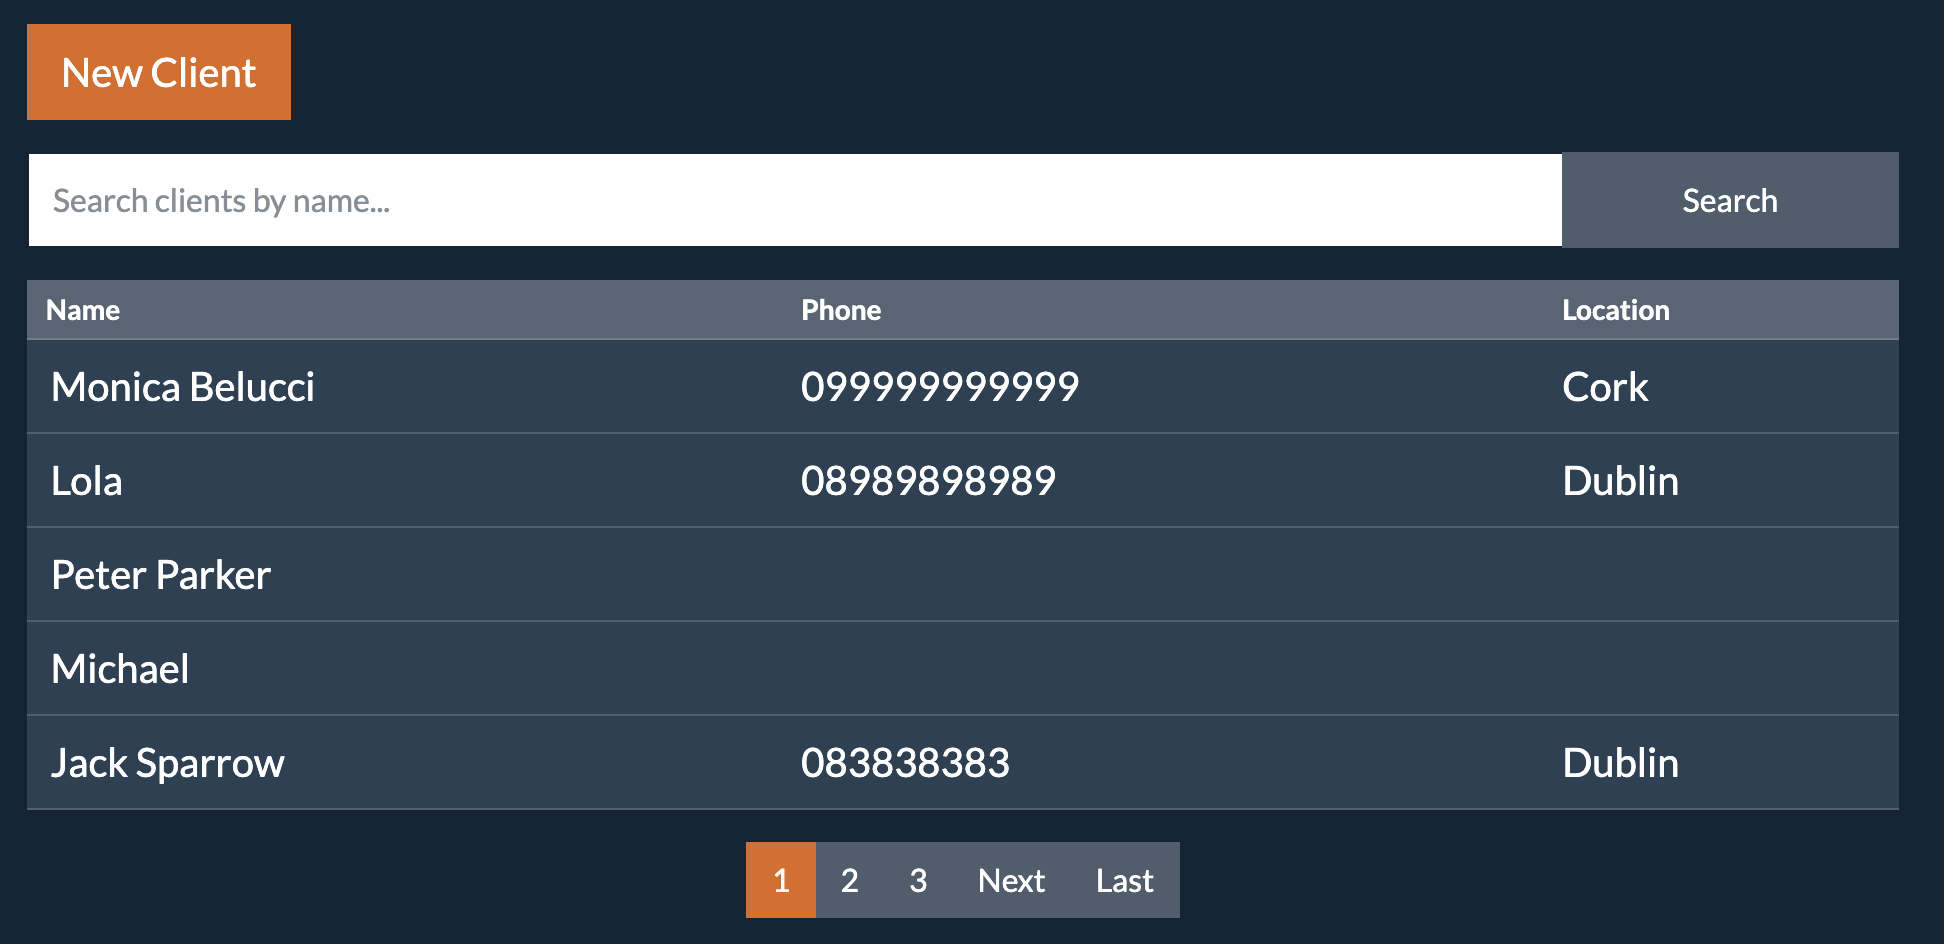 New Client
Search clients by name...
Search
Name Phone Location
Monica Belucci 099999999999 Cork
Lola 08989898989 Dublin
Peter Parker
Michael
Jack Sparrow 083838383 Dublin
1 2 3 Next Last